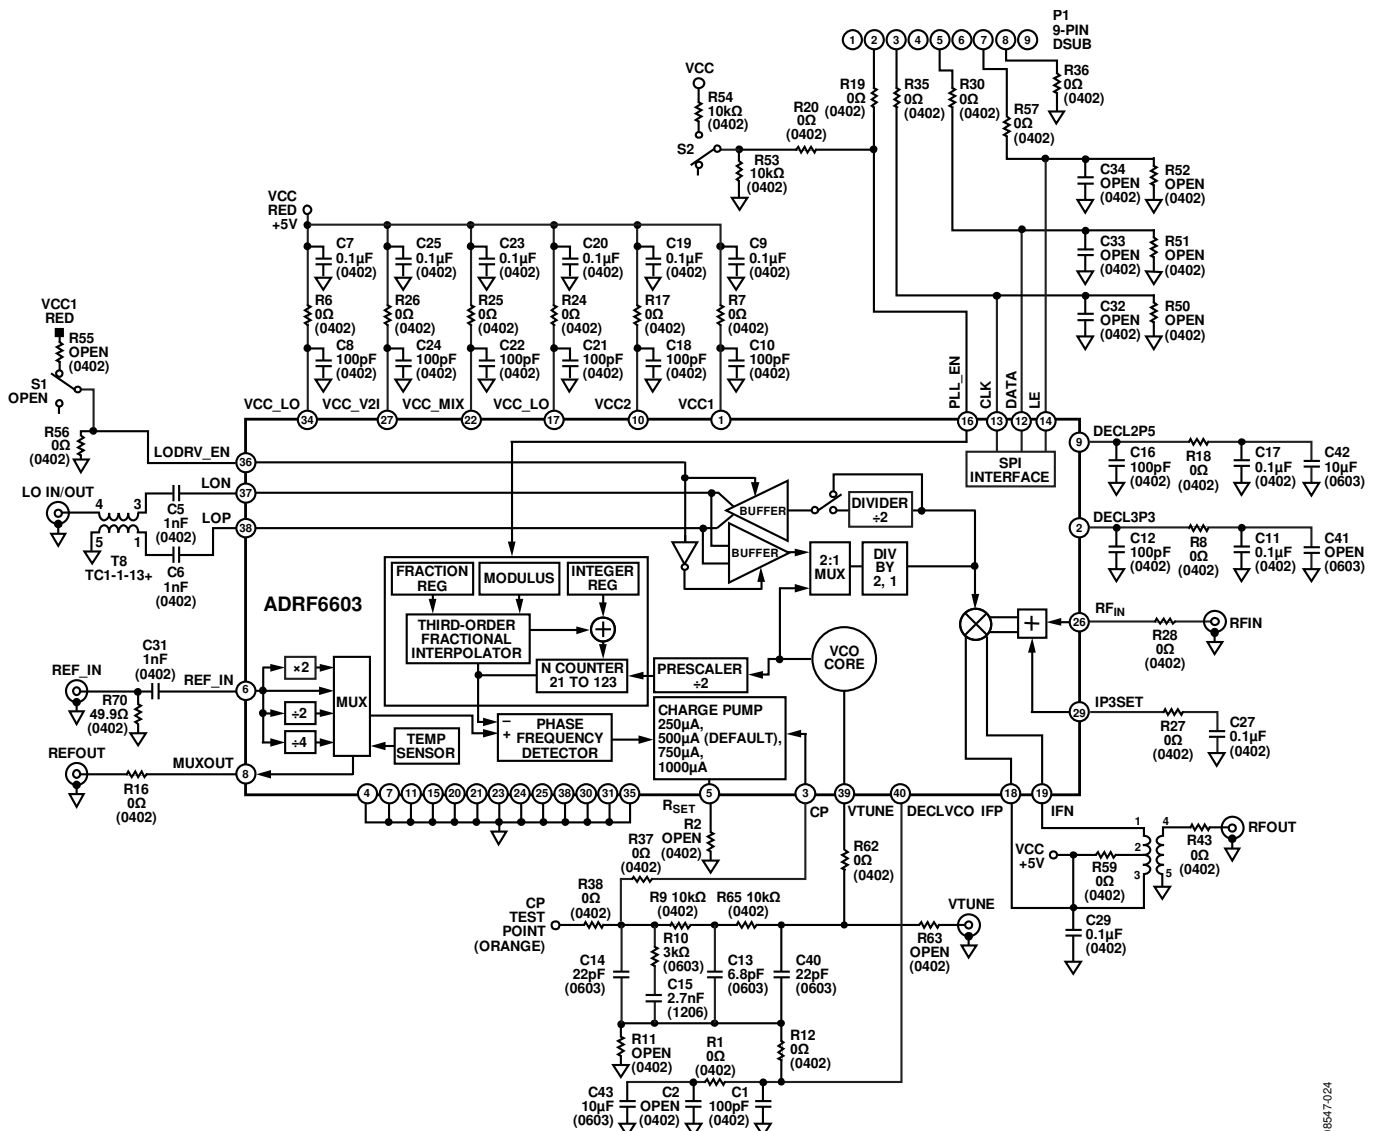 P1
9-PIN
DSUB
1 2 3 4 5 6 7 8 9
VCC
R54
10kΩ
(0402)
S2
R53
10kΩ
(0402)
R20
0Ω
(0402)
R19
0Ω
(0402)
R35
0Ω
(0402)
R30
0Ω
(0402)
R57
0Ω
(0402)
R36
0Ω
(0402)
C34
OPEN
(0402)
R52
OPEN
(0402)
C33
OPEN
(0402)
R51
OPEN
(0402)
C32
OPEN
(0402)
R50
OPEN
(0402)
VCC
RED
+5V
C7
0.1µF
(0402)
C25
0.1µF
(0402)
C23
0.1µF
(0402)
C20
0.1µF
(0402)
C19
0.1µF
(0402)
C9
0.1µF
(0402)
R6
0Ω
(0402)
R26
0Ω
(0402)
R25
0Ω
(0402)
R24
0Ω
(0402)
R17
0Ω
(0402)
R7
0Ω
(0402)
C8
100pF
(0402)
C24
100pF
(0402)
C22
100pF
(0402)
C21
100pF
(0402)
C18
100pF
(0402)
C10
100pF
(0402)
VCC1
RED
R55
OPEN
(0402)
S1
OPEN
R56
0Ω
(0402)
VCC_LO
34
VCC_V2I
27
VCC_MIX
22
VCC_LO
17
VCC2
10
VCC1
1
PLL_EN
16
CLK
13
DATA
12
LE
14
SPI
INTERFACE
LODRV_EN
36
LON
37
LOP
38
LO IN/OUT
4 3
5 1
T8
TC1-1-13+
C5
1nF
(0402)
C6
1nF
(0402)
9
DECL2P5
C16
100pF
(0402)
R18
0Ω
(0402)
C17
0.1µF
(0402)
C42
10µF
(0603)
2
DECL3P3
C12
100pF
(0402)
R8
0Ω
(0402)
C11
0.1µF
(0402)
C41
OPEN
(0603)
26
RFIN
R28
0Ω
(0402)
RFIN
29
IP3SET
R27
0Ω
(0402)
C27
0.1µF
(0402)
BUFFER
BUFFER
DIVIDER
÷2
2:1
MUX
DIV
BY
2, 1
ADRF6603
FRACTION
REG
MODULUS
INTEGER
REG
THIRD-ORDER
FRACTIONAL
INTERPOLATOR
+
N COUNTER
21 TO 123
PRESCALER
÷2
VCO
CORE
+
REF_IN
C31
1nF
(0402)
R70
49.9Ω
(0402)
REF_IN
6
×2
÷2
÷4
MUX
TEMP
SENSOR
−
+
PHASE
FREQUENCY
DETECTOR
CHARGE PUMP
250µA,
500µA (DEFAULT),
750µA,
1000µA
REFOUT
R16
0Ω
(0402)
MUXOUT
8
4 7 11 15 20 21 23 24 25 38 30 31 35
RSET
5
R2
OPEN
(0402)
3
CP
39
VTUNE
40
DECLVCO
18
IFP
19
IFN
R37
0Ω
(0402)
R62
0Ω
(0402)
R38
0Ω
(0402)
CP
TEST
POINT
(ORANGE)
R9 10kΩ
(0402)
R65 10kΩ
(0402)
R10
3kΩ
(0603)
C14
22pF
(0603)
C15
2.7nF
(1206)
C13
6.8pF
(0603)
C40
22pF
(0603)
VTUNE
R63
OPEN
(0402)
R11
OPEN
(0402)
R12
0Ω
(0402)
R1
0Ω
(0402)
C43
10µF
(0603)
C2
OPEN
(0402)
C1
100pF
(0402)
VCC
+5V
R59
0Ω
(0402)
1
2
3
4
5
R43
0Ω
(0402)
RFOUT
C29
0.1µF
(0402)